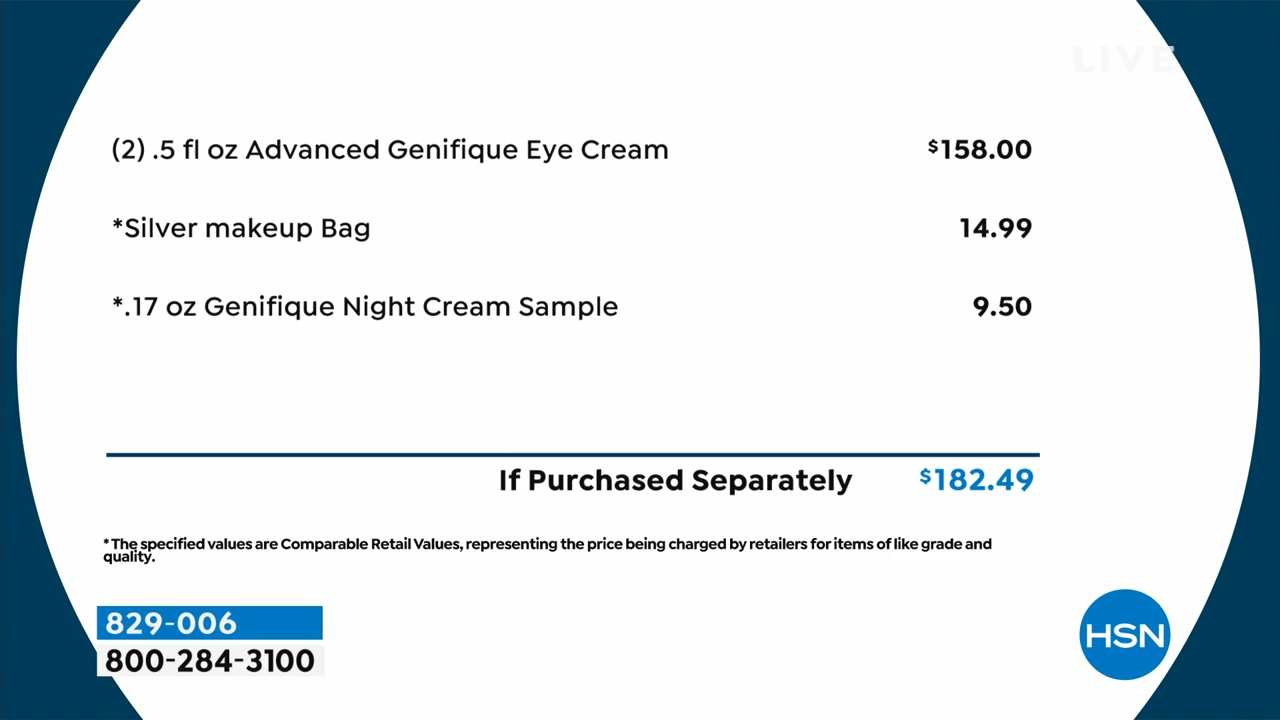 LIVE
(2) .5 fl oz Advanced Genifique Eye Cream $158.00
*Silver makeup Bag 14.99
*.17 oz Genifique Night Cream Sample 9.50
If Purchased Separately $182.49
*The specified values are Comparable Retail Values, representing the price being charged by retailers for items of like grade and
quality.
829-006
800-284-3100
HSN